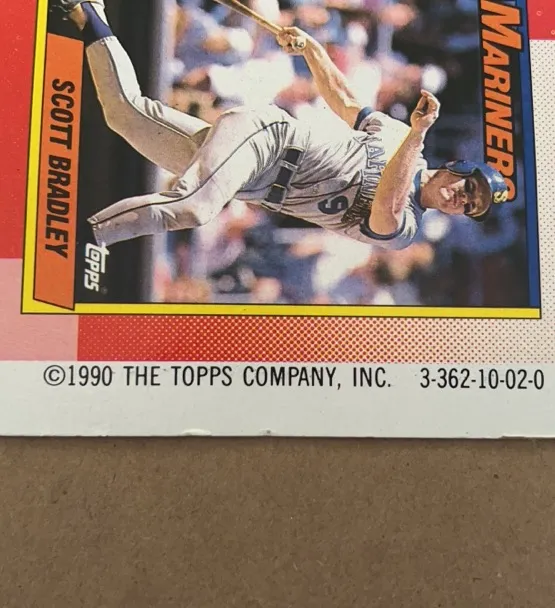 MARINERS
SCOTT BRADLEY
MARINERS
9
S
topps®
©1990 THE TOPPS COMPANY, INC. 3-362-10-02-0